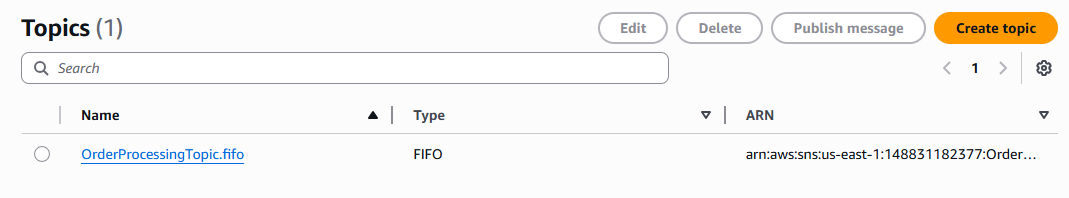 Topics (1)
Edit
Delete
Publish message
Create topic
Search
1
Name
Type
ARN
OrderProcessingTopic.fifo
FIFO
arn:aws:sns:us-east-1:148831182377:Order...